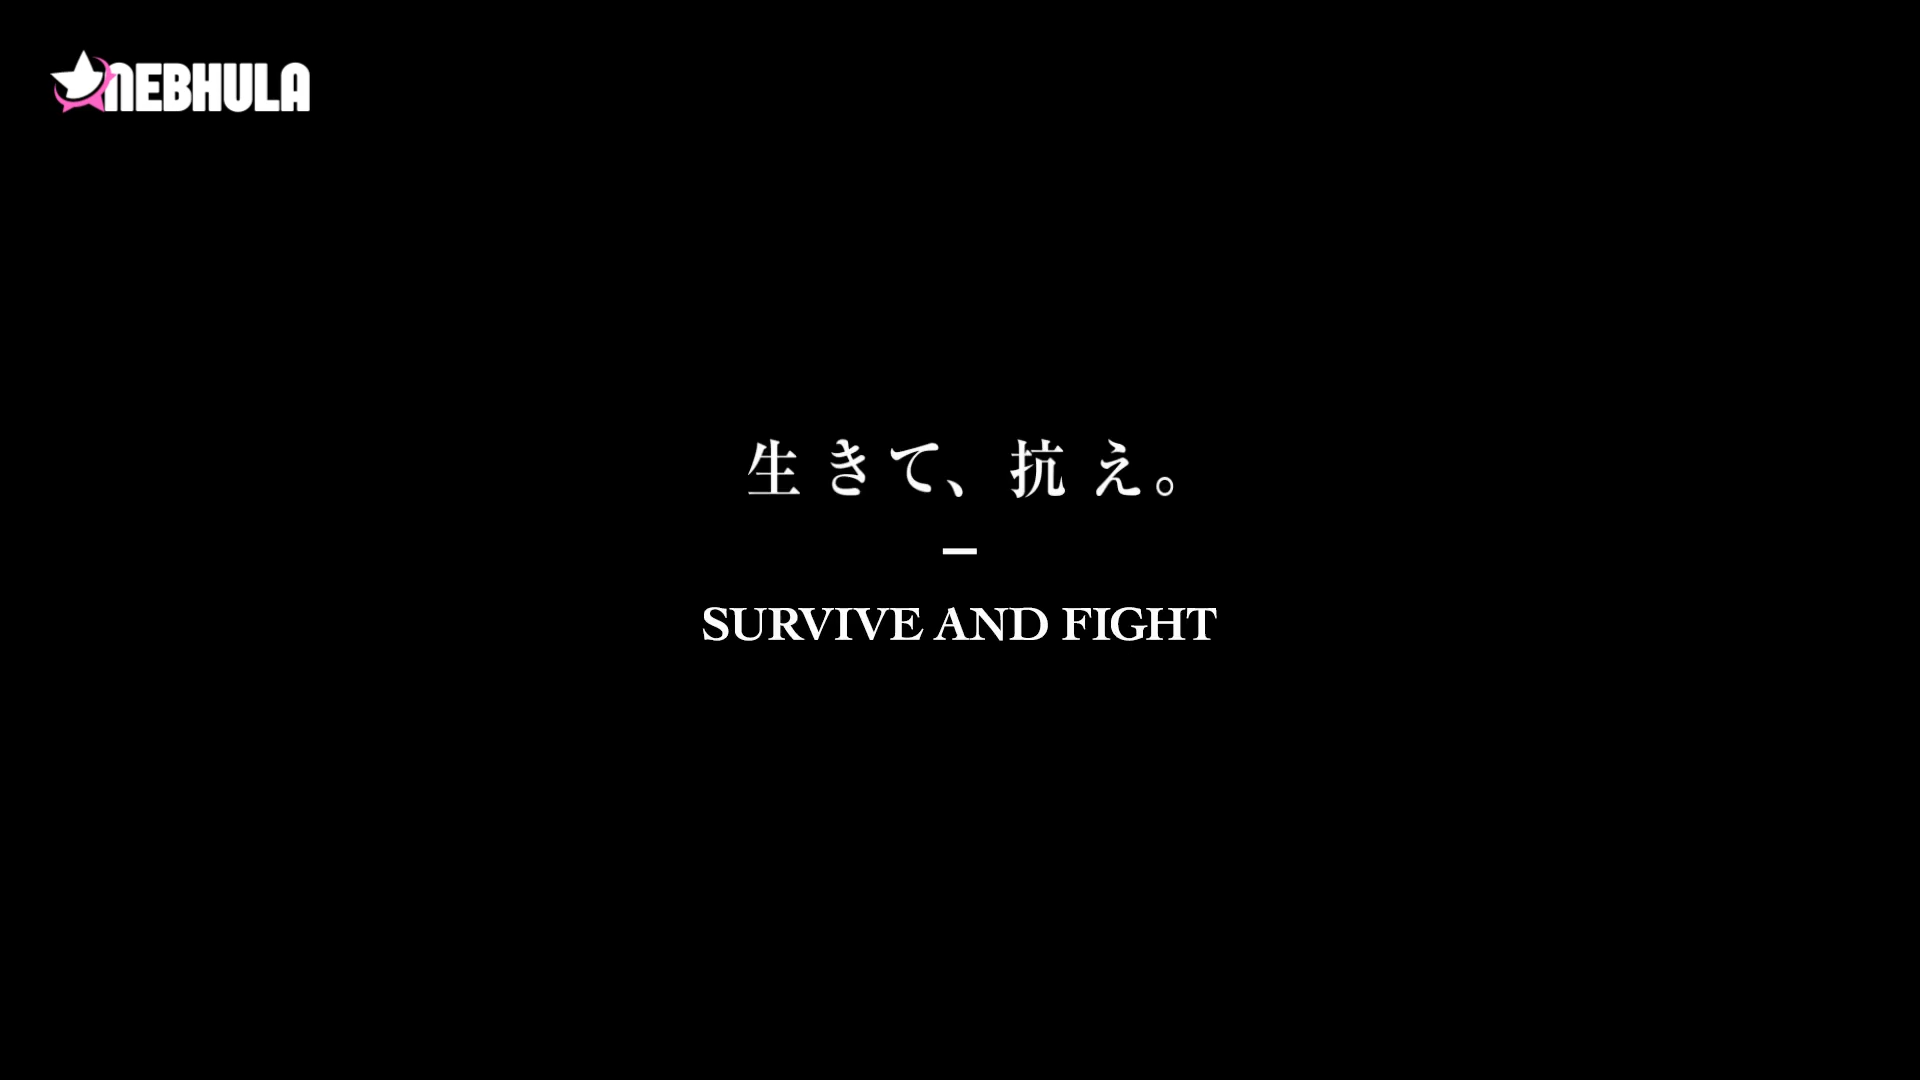 NEBHULA
生きて、抗え。
–
SURVIVE AND FIGHT